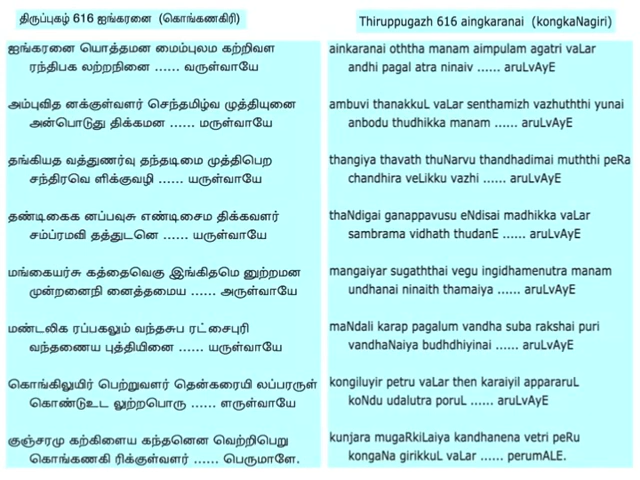 திருப்புகழ் 616 ஐங்கரனை (கொங்கணகிரி)
ஐங்கரனை யொத்தமன மைம்புலம கற்றிவள
ரந்திபக லற்றநினை ...... வருள்வாயே
அம்புவித னக்குள்வளர் செந்தமிழ்வ ழுத்தியுனை
அன்பொடுது திக்கமன ...... மருள்வாயே
தங்கியத வத்துணர்வு தந்தடிமை முத்திபெற
சந்திரவெ ளிக்குவழி ...... யருள்வாயே
தண்டிகைக னப்பவுசு எண்டிசைம திக்கவளர்
சம்ப்ரமவி தத்துடனெ ...... யருள்வாயே
மங்கையர்சு கத்தைவெகு இங்கிதமெ னுற்றமன
முன்றனைநி னைத்தமைய ...... அருள்வாயே
மண்டலிக ரப்பகலும் வந்தசுப ரட்சைபுரி
வந்தணைய புத்தியினை ...... யருள்வாயே
கொங்கிலுயிர் பெற்றுவளர் தென்கரையி லப்பரருள்
கொண்டுஉட லுற்றபொரு ...... ளருள்வாயே
குஞ்சரமு கற்கிளைய கந்தனென வெற்றிபெறு
கொங்கணகி ரிக்குள்வளர் ...... பெருமாளே.
Thiruppugazh 616 aingkaranai (kongkaNagiri)
ainkaranai oththa manam aimpulam agatri vaLar
andhi pagal atra ninaiv ...... aruLvAyE
ambuvi thanakkuL vaLar senthamizh vazhuththi yunai
anbodu thudhikka manam ...... aruLvAyE
thangiya thavath thuNarvu thandhadimai muththi peRa
chandhira veLikku vazhi ...... aruLvAyE
thaNdigai ganappavusu eNdisai madhikka vaLar
sambrama vidhath thudanE ...... aruLvAyE
mangaiyar sugaththai vegu ingidhamenutra manam
undhanai ninaith thamaiya ...... aruLvAyE
maNdali karap pagalum vandha suba rakshai puri
vandhaNaiya budhdhiyinai ...... aruLvAyE
kongiluyir petru vaLar then karaiyil appararuL
koNdu udalutra poruL ...... aruLvAyE
kunjara mugaRkiLaiya kandhanena vetri peRu
kongaNa girikkuL vaLar ...... perumALE.